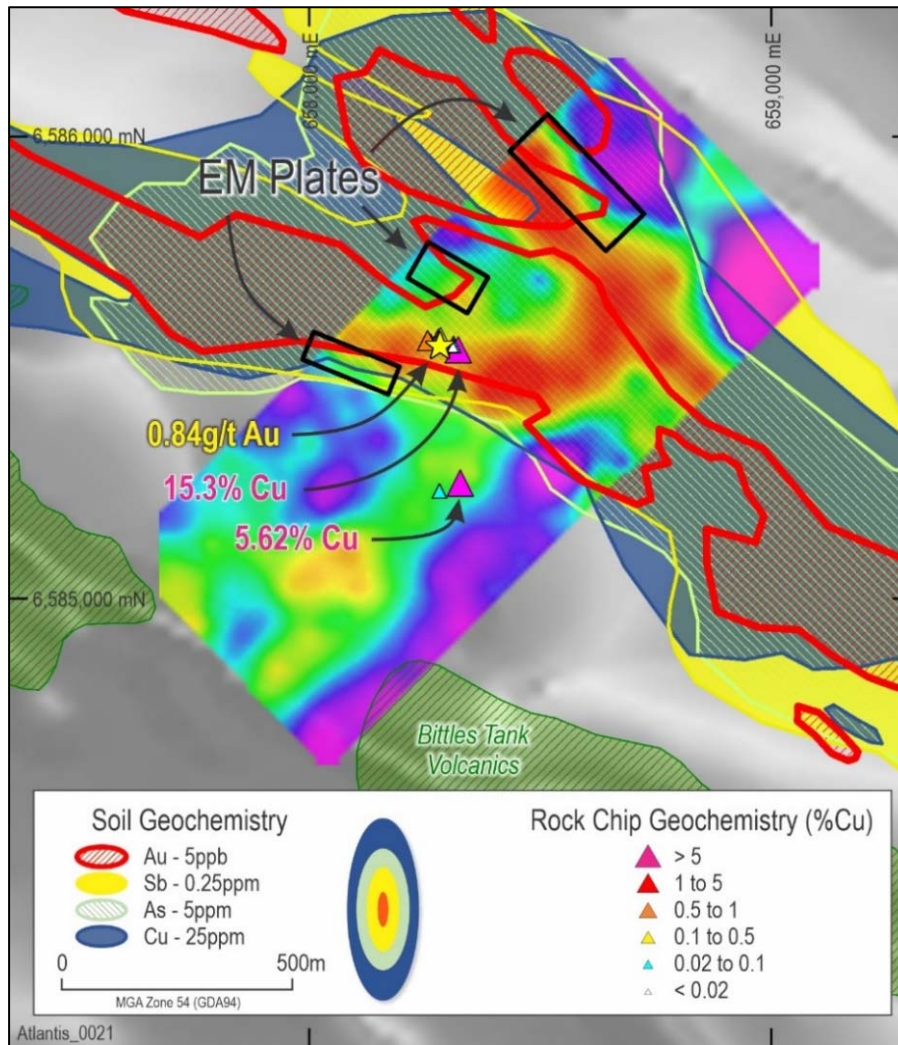 658,000 mE
659,000 mE
6,586,000 mN
EM Plates
0.84g/t Au
15.3% Cu
5.62% Cu
6,585,000 mN
Bittles Tank
Volcanics
Soil Geochemistry
Au - 5ppb
Sb - 0.25ppm
As - 5ppm
Cu - 25ppm
0
500m
MGA Zone 54 (GDA94)
Rock Chip Geochemistry (%Cu)
> 5
1 to 5
0.5 to 1
0.1 to 0.5
0.02 to 0.1
< 0.02
Atlantis_0021